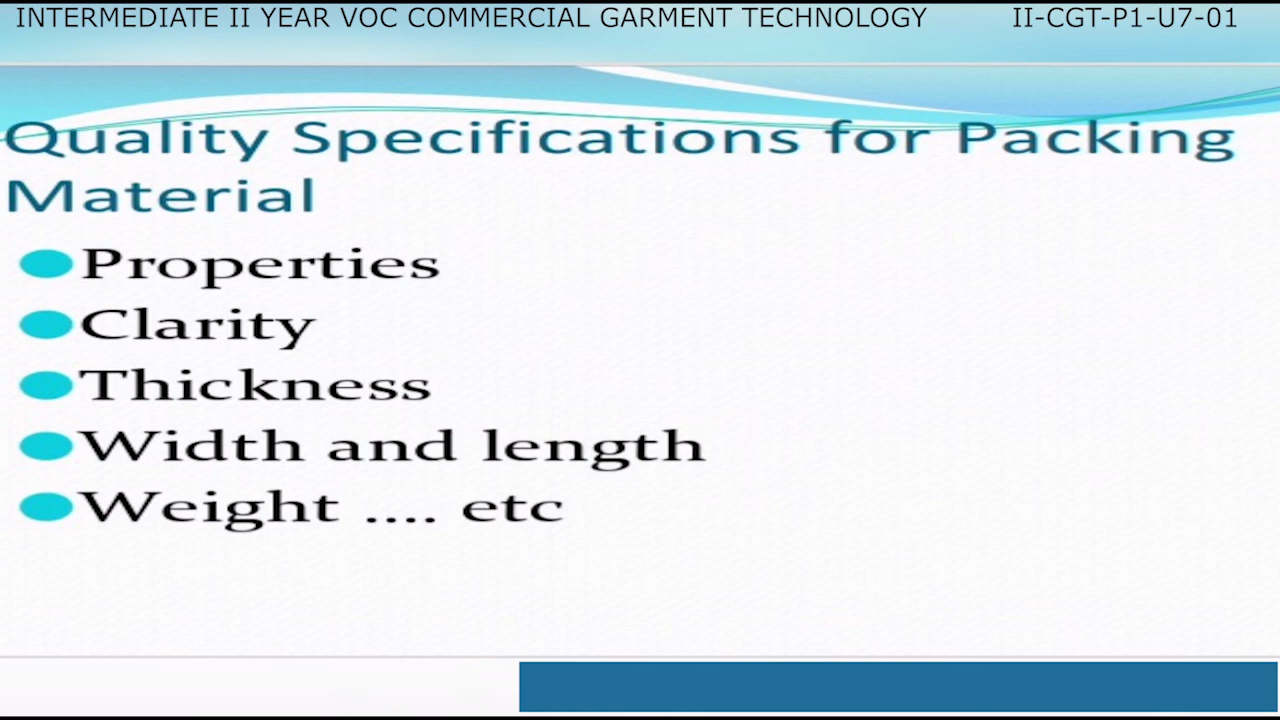 INTERMEDIATE II YEAR VOC COMMERCIAL GARMENT TECHNOLOGY II-CGT-P1-U7-01
Quality Specifications for Packing
Material
Properties
Clarity
Thickness
Width and length
Weight .... etc